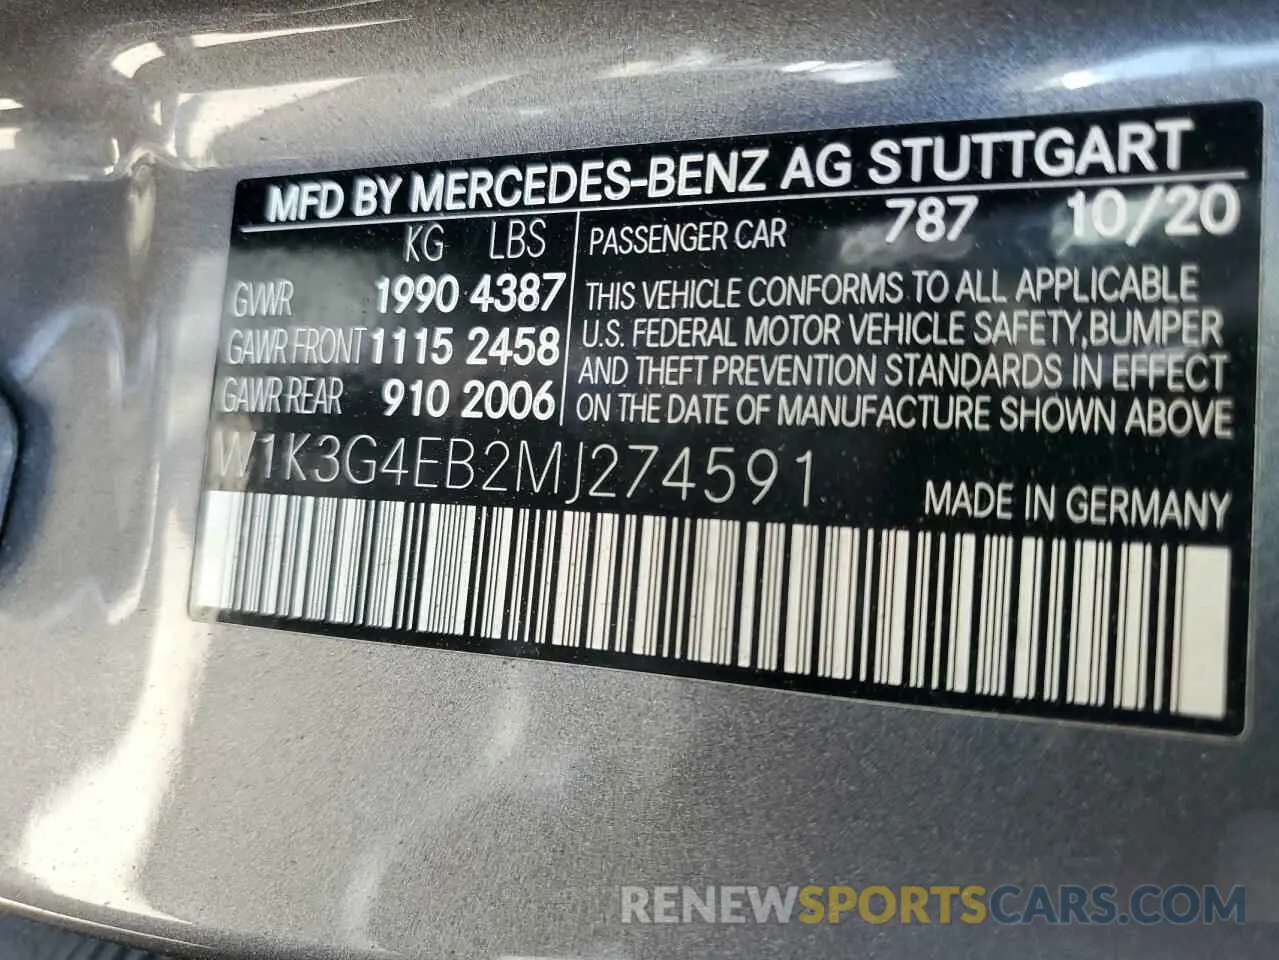 MFD BY MERCEDES-BENZ AG STUTTGART
KG LBS
GVWR 1990 4387
GAWR FRONT 1115 2458
GAWR REAR 910 2006
PASSENGER CAR 787 10/20
THIS VEHICLE CONFORMS TO ALL APPLICABLE
U.S. FEDERAL MOTOR VEHICLE SAFETY, BUMPER
AND THEFT PREVENTION STANDARDS IN EFFECT
ON THE DATE OF MANUFACTURE SHOWN ABOVE
W1K3G4EB2MJ274591
MADE IN GERMANY
RENEWSPORTSCARS.COM